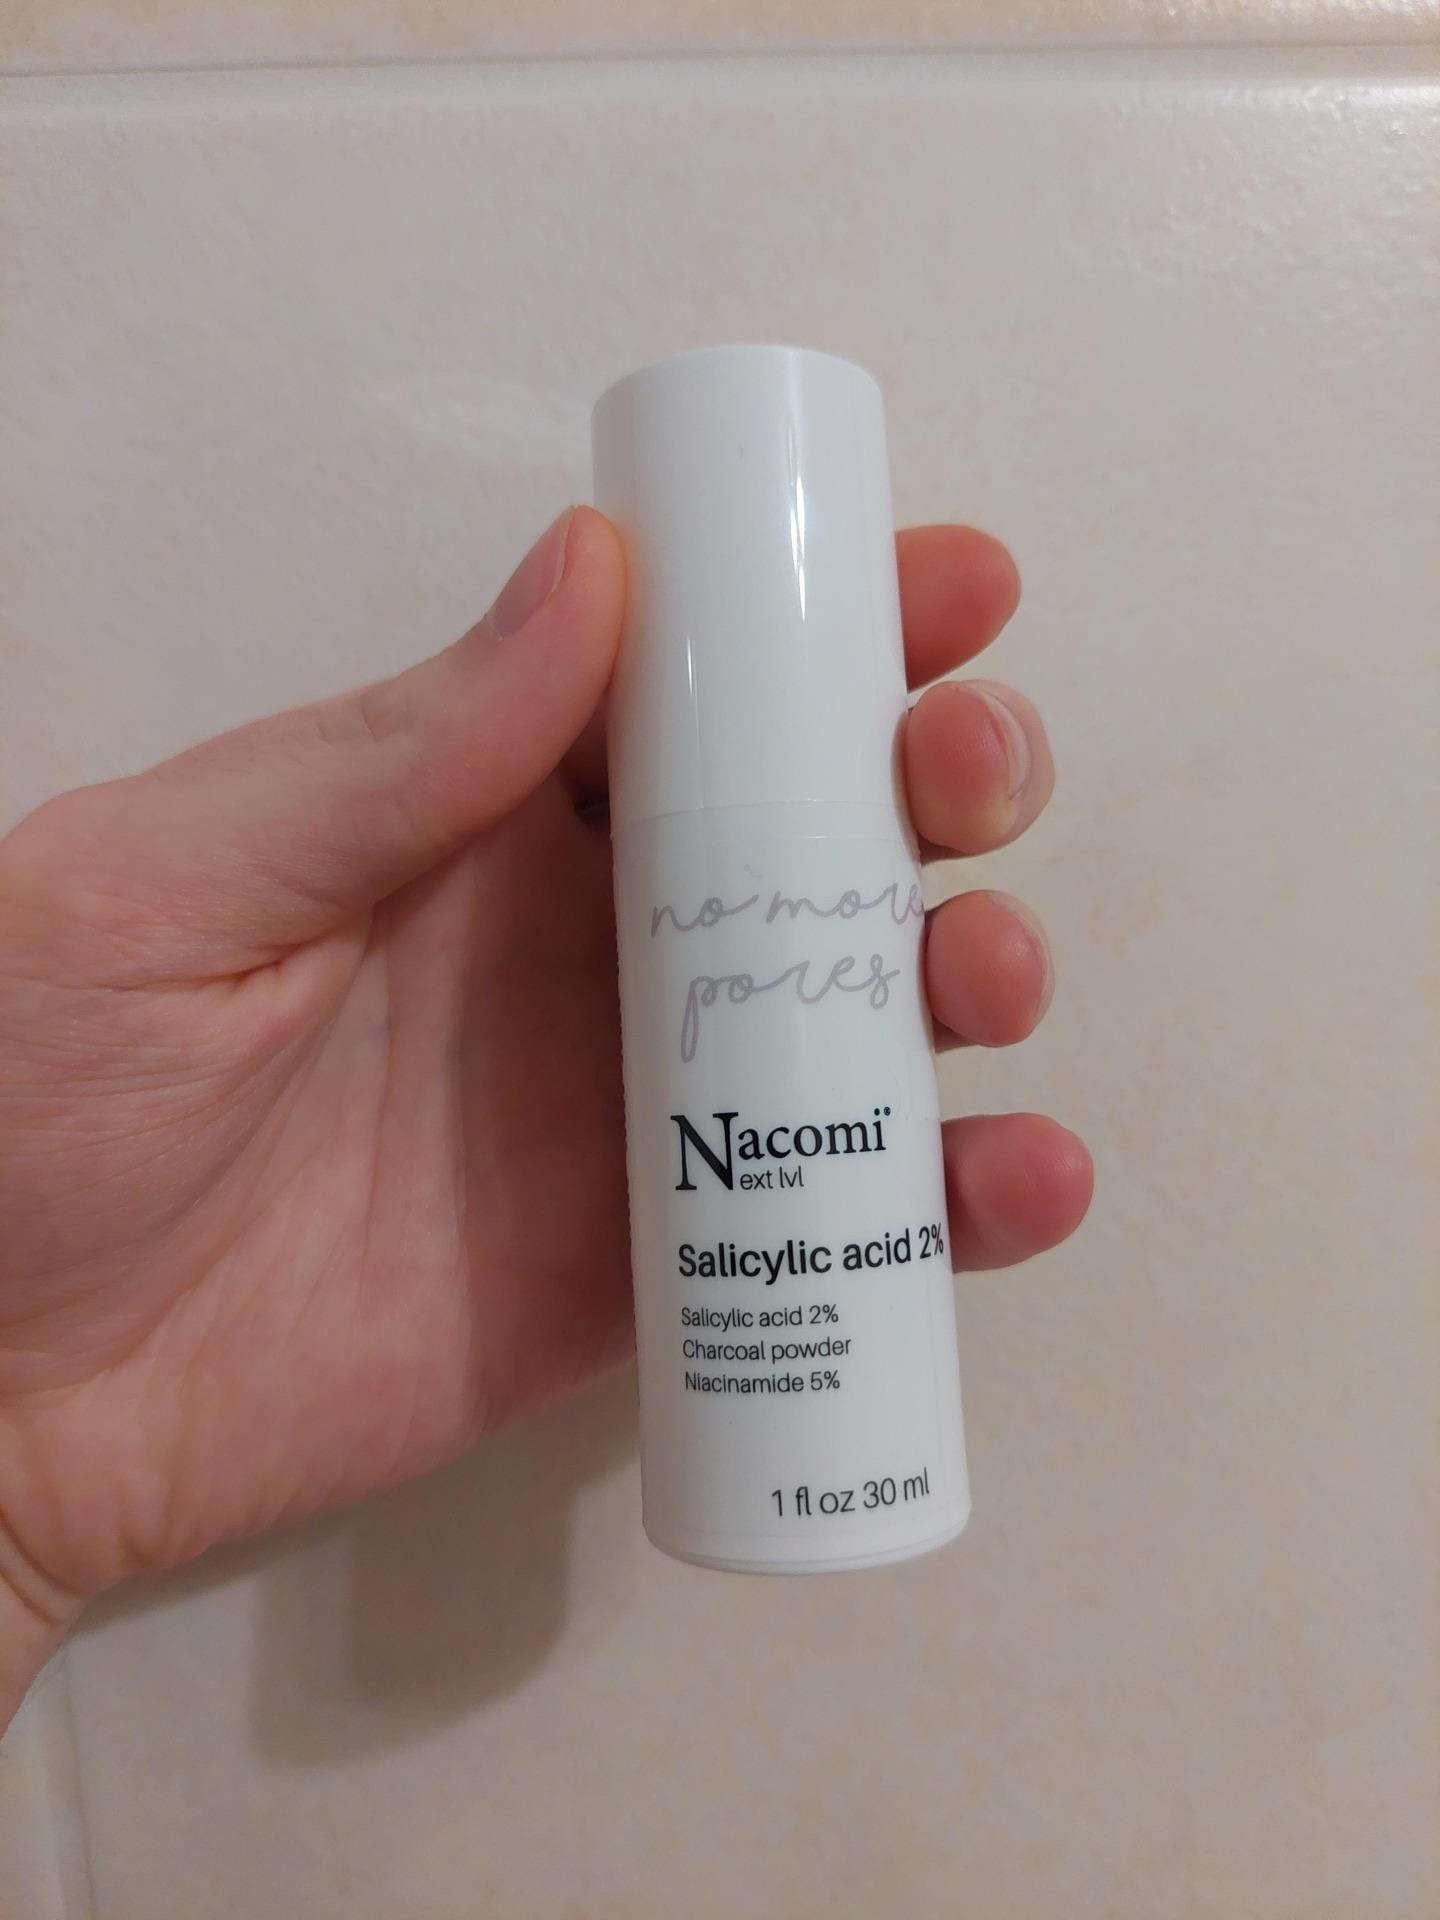 no more
pores
Nacomi®
Next lvl
Salicylic acid 2%
Salicylic acid 2%
Charcoal powder
Niacinamide 5%
1 fl oz 30 ml